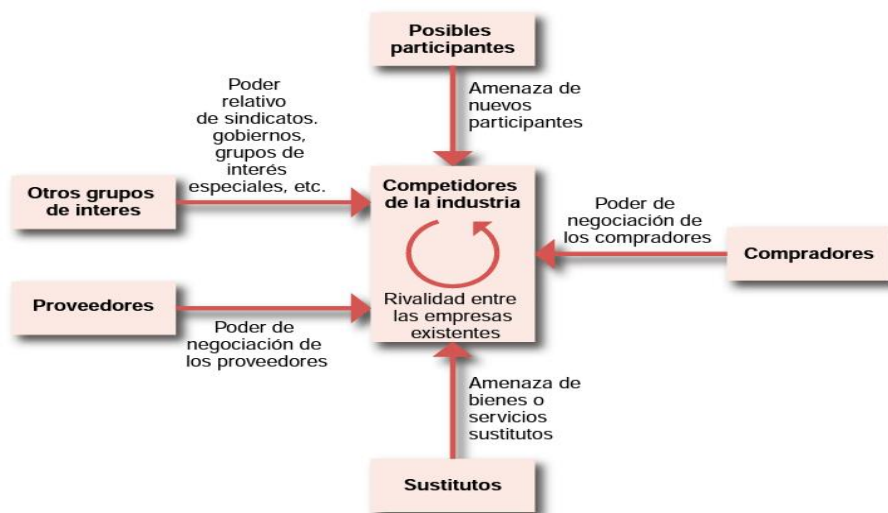 Posibles
participantes
Amenaza de
nuevos
participantes
Poder
relativo
de sindicatos.
gobiernos,
grupos de
interés
especiales, etc.
Otros grupos
de interes
Competidores
de la industria
Rivalidad entre
las empresas
existentes
Poder de
negociación de
los compradores
Compradores
Proveedores
Poder de
negociación de
los proveedores
Amenaza de
bienes o
servicios
sustitutos
Sustitutos